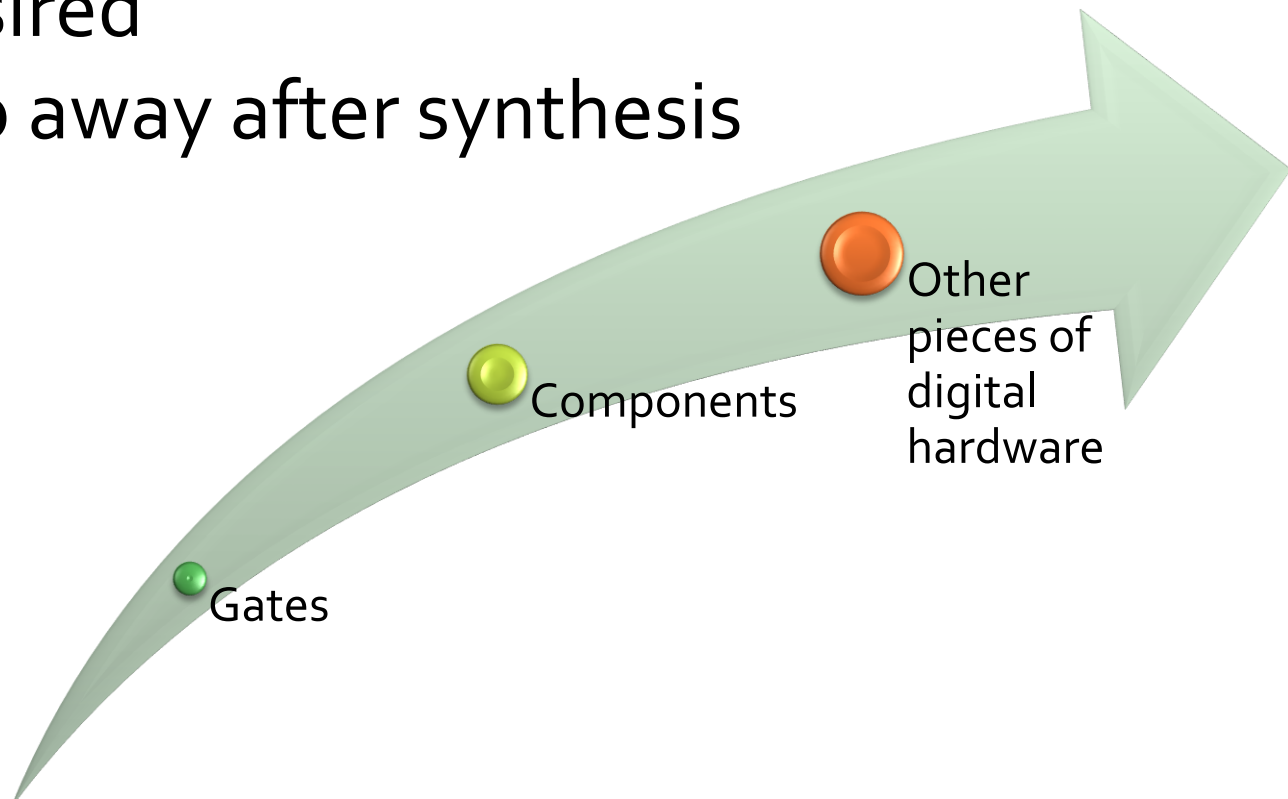 away after synthesis
Other
pieces of
digital
hardware
Components
Gates